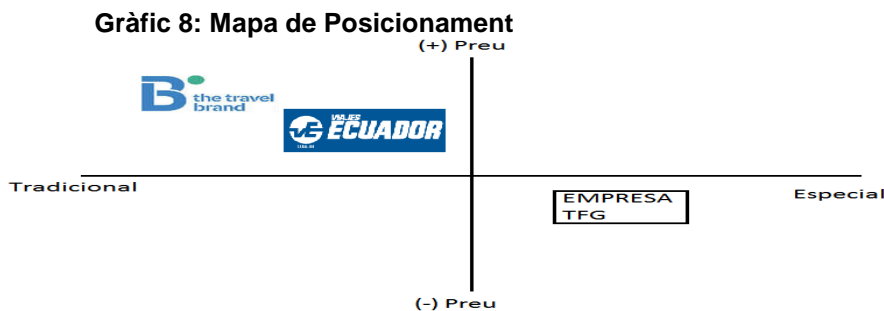 Gràfic 8: Mapa de Posicionament
(+) Preu
B the travel
brand
VIAJES
ECUADOR
Tradicional
Especial
EMPRESA
TFG
(-) Preu